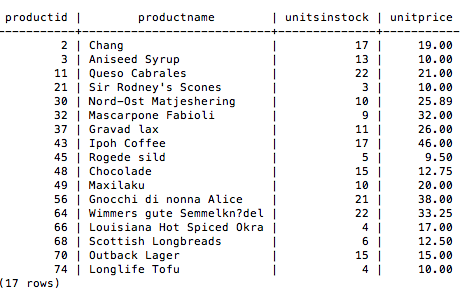 productid | productname | unitsinstock | unitprice
-----------+----------------------------+--------------+-----------
2 | Chang | 17 | 19.00
3 | Aniseed Syrup | 13 | 10.00
11 | Queso Cabrales | 22 | 21.00
21 | Sir Rodney's Scones | 3 | 10.00
30 | Nord-Ost Matjeshering | 10 | 25.89
32 | Mascarpone Fabioli | 9 | 32.00
37 | Gravad lax | 11 | 26.00
43 | Ipoh Coffee | 17 | 46.00
45 | Rogede sild | 5 | 9.50
48 | Chocolade | 15 | 12.75
49 | Maxilaku | 10 | 20.00
56 | Gnocchi di nonna Alice | 21 | 38.00
64 | Wimmers gute Semmelkn?del | 22 | 33.25
66 | Louisiana Hot Spiced Okra | 4 | 17.00
68 | Scottish Longbreads | 6 | 12.50
70 | Outback Lager | 15 | 15.00
74 | Longlife Tofu | 4 | 10.00
(17 rows)